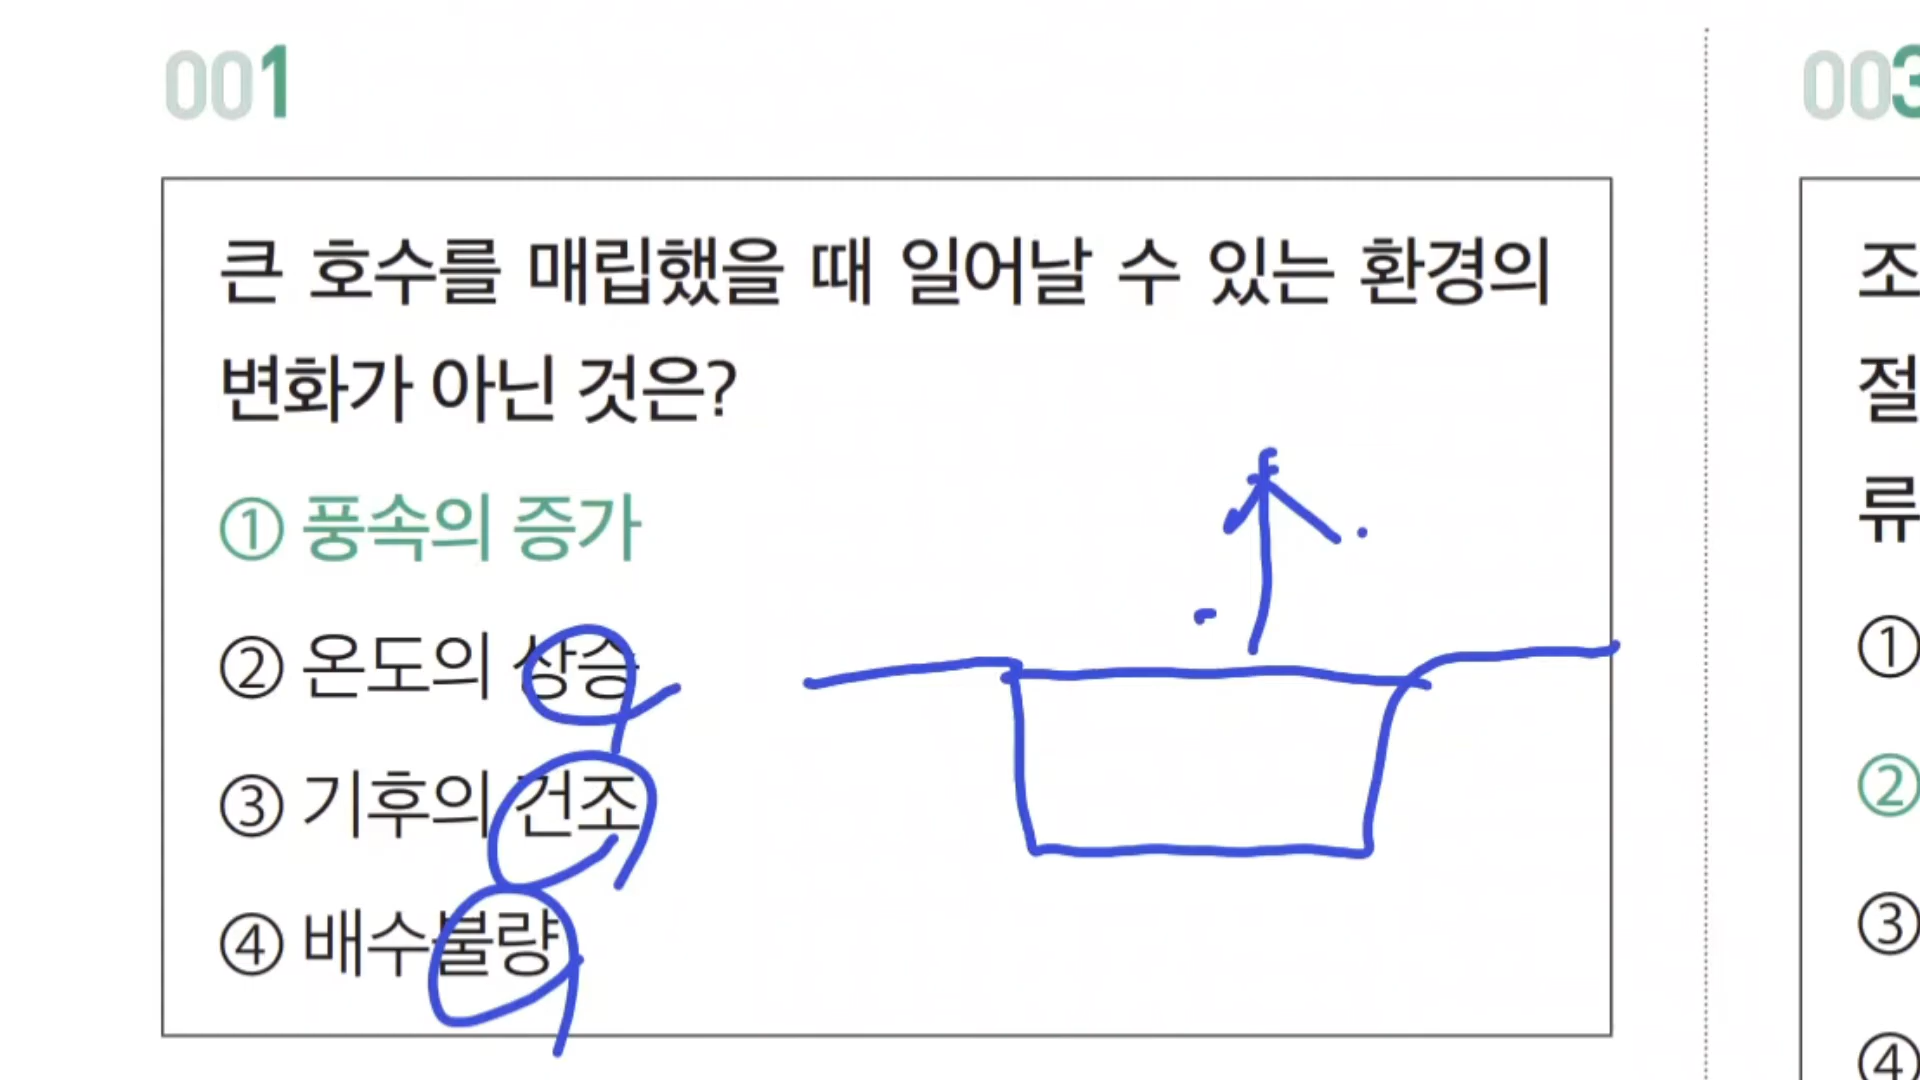 001
큰 호수를 매립했을 때 일어날 수 있는 환경의
변화가 아닌 것은?
① 풍속의 증가
② 온도의 상승
③ 기후의 건조
④ 배수불량
003
조
절
류
①
②
③
④